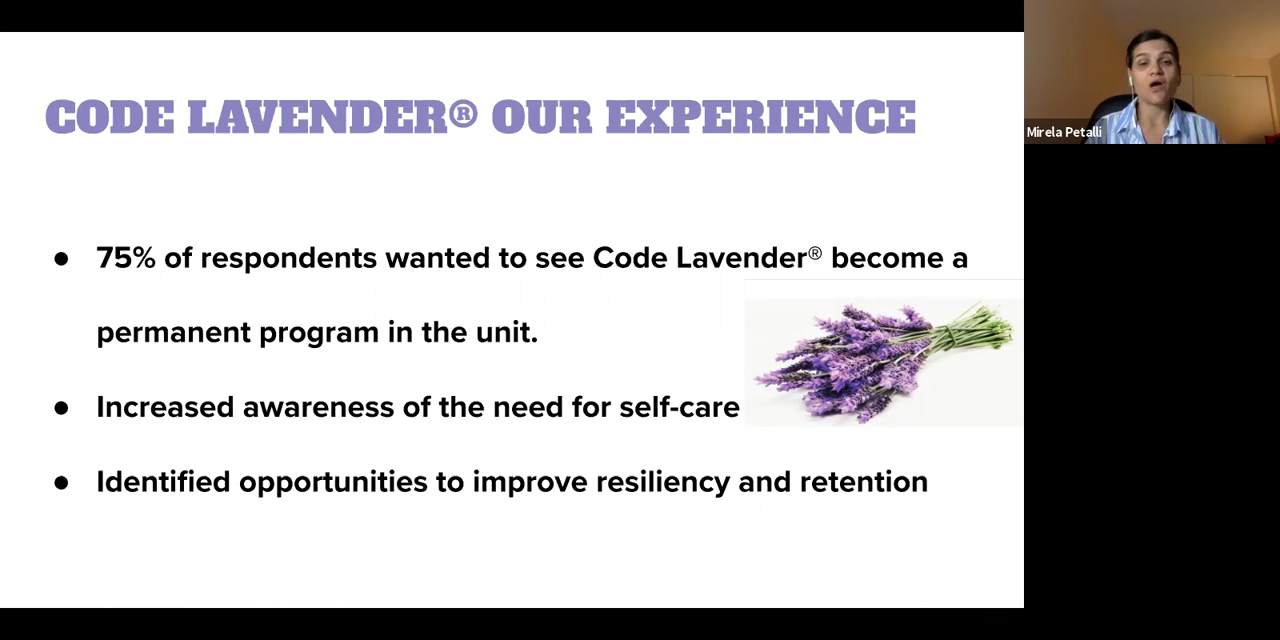 CODE LAVENDER® OUR EXPERIENCE
Mirela Petalli
● 75% of respondents wanted to see Code Lavender® become a
permanent program in the unit.
● Increased awareness of the need for self-care
● Identified opportunities to improve resiliency and retention